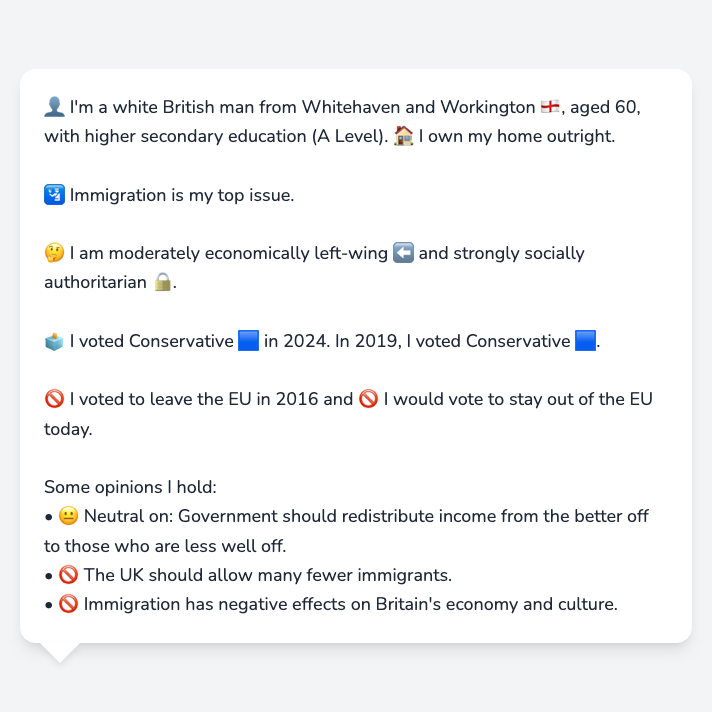 👤 I'm a white British man from Whitehaven and Workington 🏴󠁧󠁢󠁥󠁮󠁧󠁿, aged 60,
with higher secondary education (A Level). 🏠 I own my home outright.
🛂 Immigration is my top issue.
🤔 I am moderately economically left-wing ⬅️ and strongly socially
authoritarian 🔒.
🗳️ I voted Conservative 🟦 in 2024. In 2019, I voted Conservative 🟦.
🚫 I voted to leave the EU in 2016 and 🚫 I would vote to stay out of the EU
today.
Some opinions I hold:
• 😐 Neutral on: Government should redistribute income from the better off
to those who are less well off.
• 🚫 The UK should allow many fewer immigrants.
• 🚫 Immigration has negative effects on Britain's economy and culture.